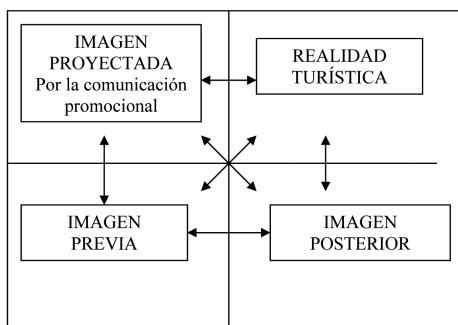 IMAGEN
PROYECTADA
Por la comunicación
promocional
REALIDAD
TURÍSTICA
IMAGEN
PREVIA
IMAGEN
POSTERIOR